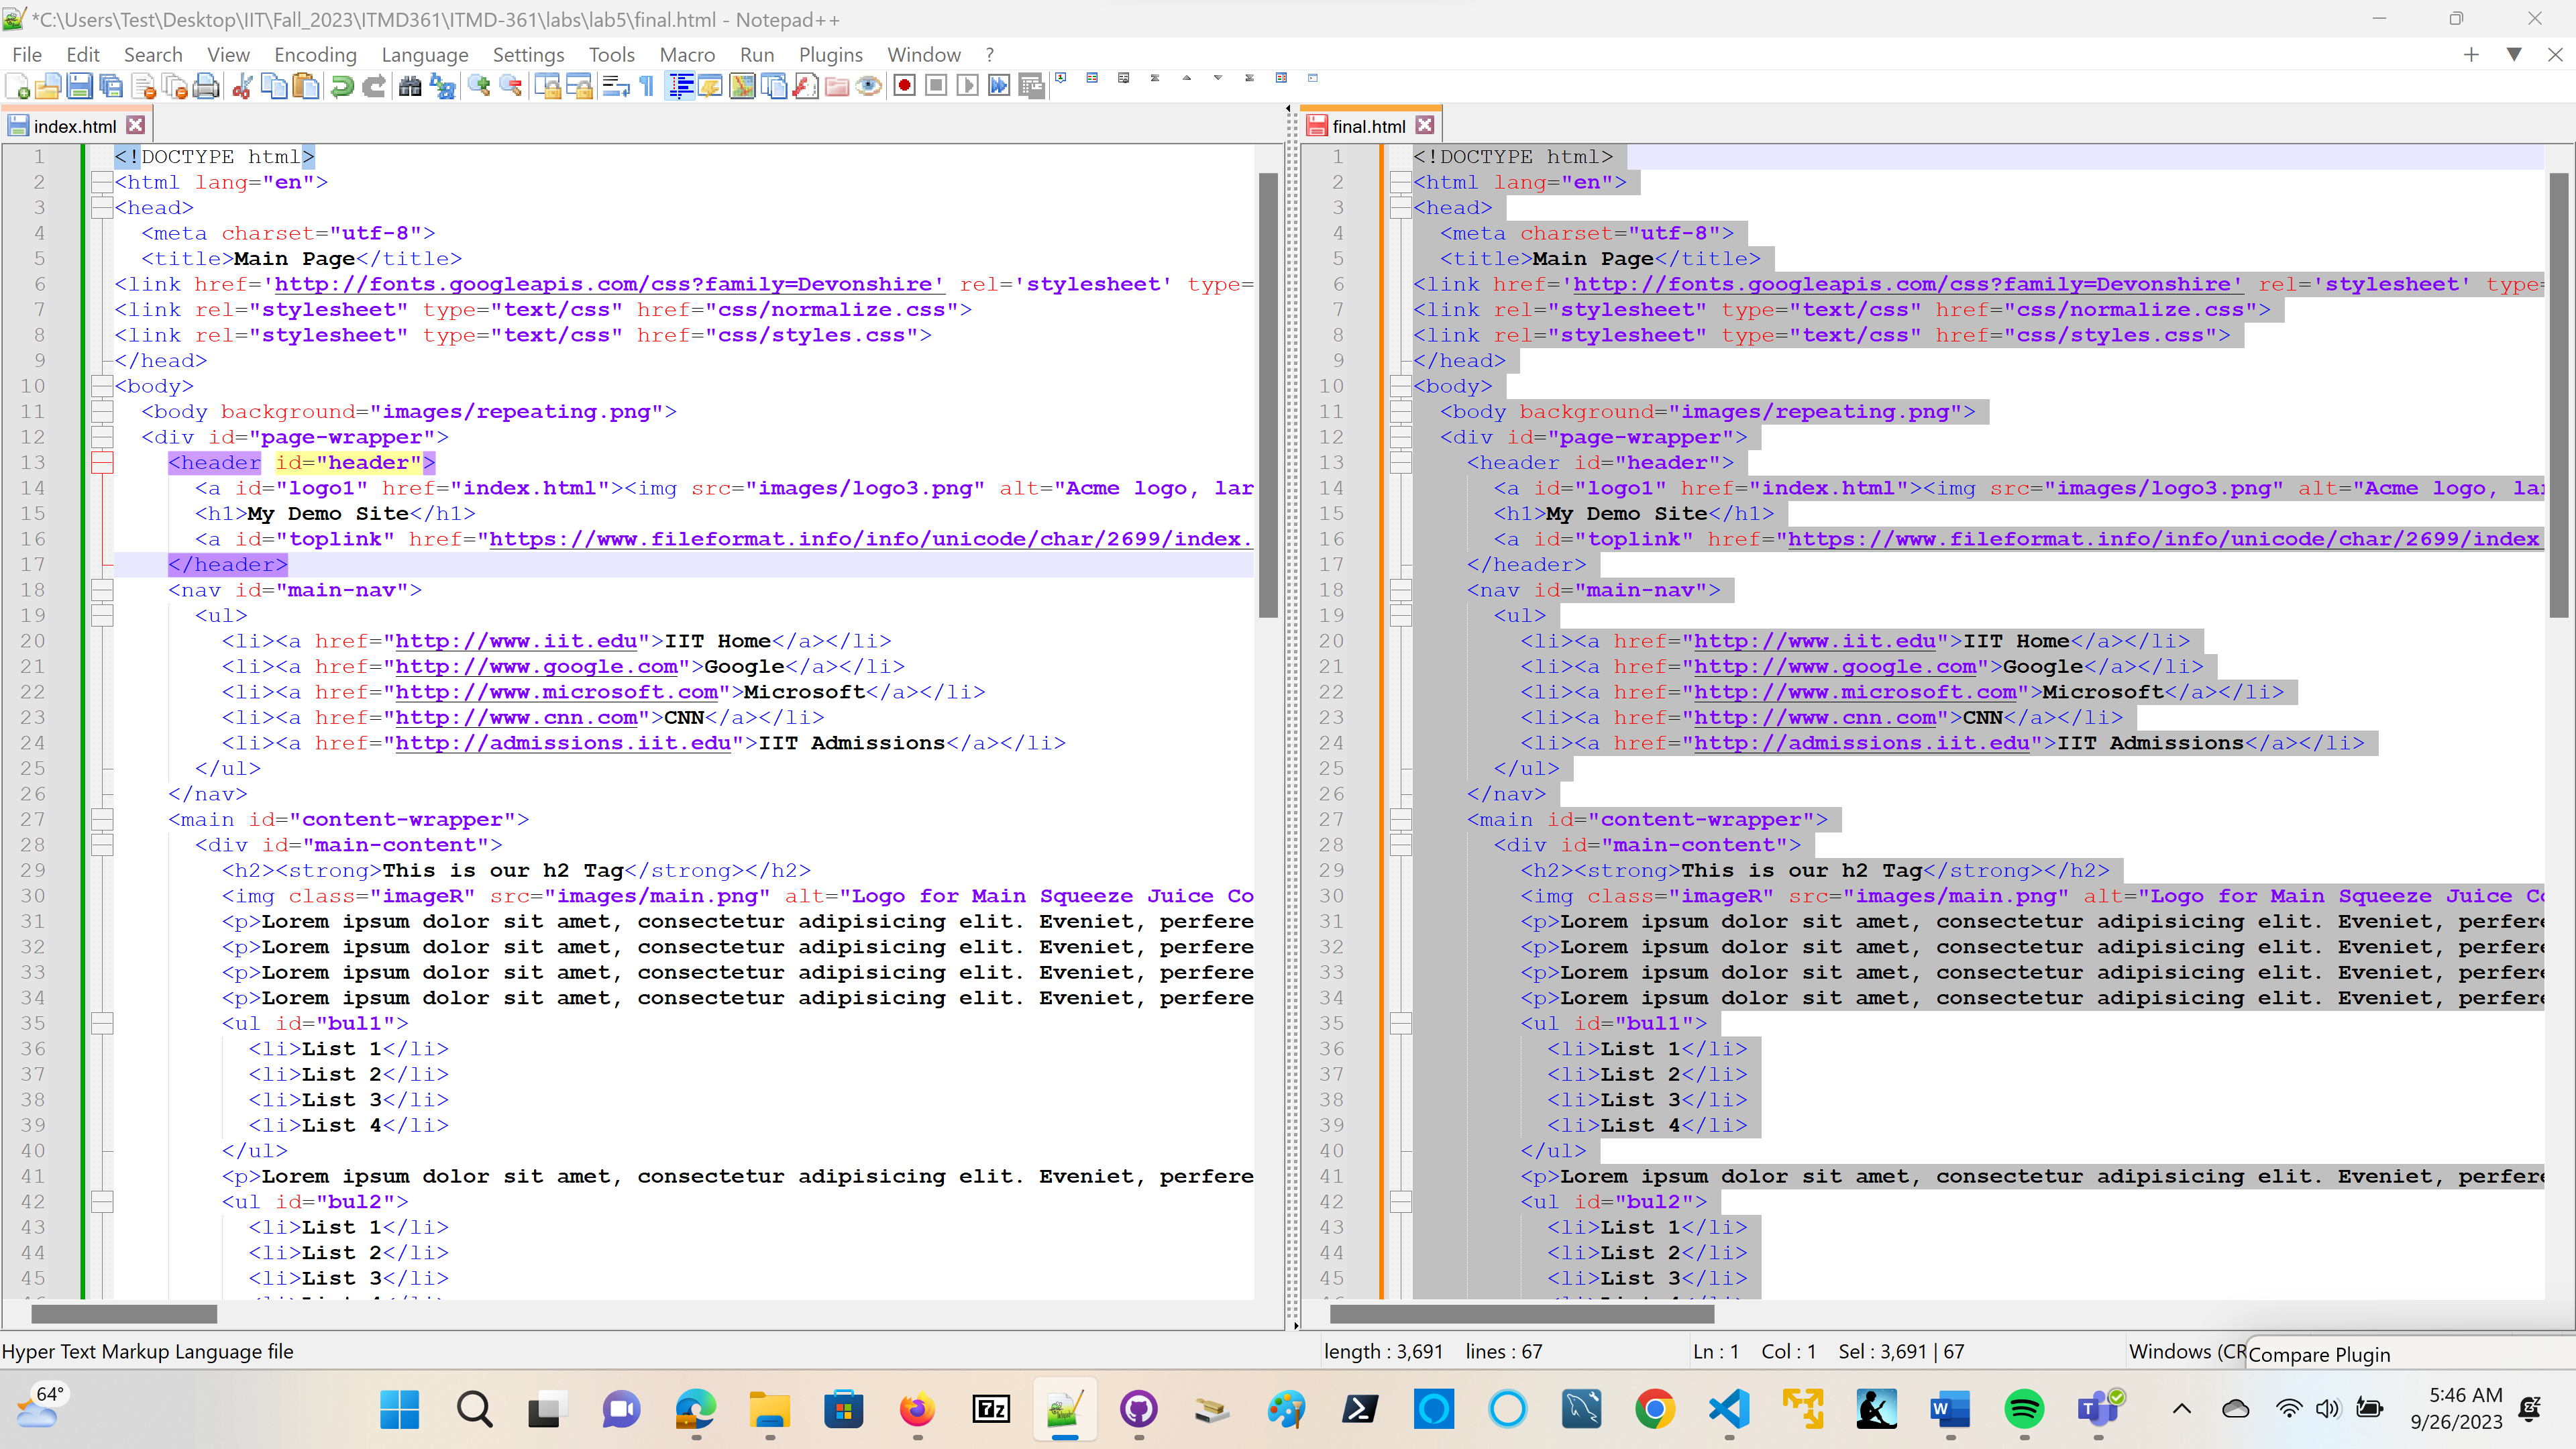 *C:\Users\Test\Desktop\IIT\Fall_2023\ITMD361\ITMD-361\labs\lab5\final.html - Notepad++
File Edit Search View Encoding Language Settings Tools Macro Run Plugins Window ?
index.html
1 <!DOCTYPE html>
2 <html lang="en">
3 <head>
4 <meta charset="utf-8">
5 <title>Main Page</title>
6 <link href='http://fonts.googleapis.com/css?family=Devonshire' rel='stylesheet' type=
7 <link rel="stylesheet" type="text/css" href="css/normalize.css">
8 <link rel="stylesheet" type="text/css" href="css/styles.css">
9 </head>
10 <body>
11 <body background="images/repeating.png">
12 <div id="page-wrapper">
13 <header id="header">
14 <a id="logo1" href="index.html"><img src="images/logo3.png" alt="Acme logo, lar
15 <h1>My Demo Site</h1>
16 <a id="toplink" href="https://www.fileformat.info/info/unicode/char/2699/index.
17 </header>
18 <nav id="main-nav">
19 <ul>
20 <li><a href="http://www.iit.edu">IIT Home</a></li>
21 <li><a href="http://www.google.com">Google</a></li>
22 <li><a href="http://www.microsoft.com">Microsoft</a></li>
23 <li><a href="http://www.cnn.com">CNN</a></li>
24 <li><a href="http://admissions.iit.edu">IIT Admissions</a></li>
25 </ul>
26 </nav>
27 <main id="content-wrapper">
28 <div id="main-content">
29 <h2><strong>This is our h2 Tag</strong></h2>
30 <img class="imageR" src="images/main.png" alt="Logo for Main Squeeze Juice Co
31 <p>Lorem ipsum dolor sit amet, consectetur adipisicing elit. Eveniet, perfere
32 <p>Lorem ipsum dolor sit amet, consectetur adipisicing elit. Eveniet, perfere
33 <p>Lorem ipsum dolor sit amet, consectetur adipisicing elit. Eveniet, perfere
34 <p>Lorem ipsum dolor sit amet, consectetur adipisicing elit. Eveniet, perfere
35 <ul id="bul1">
36 <li>List 1</li>
37 <li>List 2</li>
38 <li>List 3</li>
39 <li>List 4</li>
40 </ul>
41 <p>Lorem ipsum dolor sit amet, consectetur adipisicing elit. Eveniet, perfere
42 <ul id="bul2">
43 <li>List 1</li>
44 <li>List 2</li>
45 <li>List 3</li>
final.html
1 <!DOCTYPE html>
2 <html lang="en">
3 <head>
4 <meta charset="utf-8">
5 <title>Main Page</title>
6 <link href='http://fonts.googleapis.com/css?family=Devonshire' rel='stylesheet' type=
7 <link rel="stylesheet" type="text/css" href="css/normalize.css">
8 <link rel="stylesheet" type="text/css" href="css/styles.css">
9 </head>
10 <body>
11 <body background="images/repeating.png">
12 <div id="page-wrapper">
13 <header id="header">
14 <a id="logo1" href="index.html"><img src="images/logo3.png" alt="Acme logo, la
15 <h1>My Demo Site</h1>
16 <a id="toplink" href="https://www.fileformat.info/info/unicode/char/2699/index
17 </header>
18 <nav id="main-nav">
19 <ul>
20 <li><a href="http://www.iit.edu">IIT Home</a></li>
21 <li><a href="http://www.google.com">Google</a></li>
22 <li><a href="http://www.microsoft.com">Microsoft</a></li>
23 <li><a href="http://www.cnn.com">CNN</a></li>
24 <li><a href="http://admissions.iit.edu">IIT Admissions</a></li>
25 </ul>
26 </nav>
27 <main id="content-wrapper">
28 <div id="main-content">
29 <h2><strong>This is our h2 Tag</strong></h2>
30 <img class="imageR" src="images/main.png" alt="Logo for Main Squeeze Juice Co
31 <p>Lorem ipsum dolor sit amet, consectetur adipisicing elit. Eveniet, perfere
32 <p>Lorem ipsum dolor sit amet, consectetur adipisicing elit. Eveniet, perfere
33 <p>Lorem ipsum dolor sit amet, consectetur adipisicing elit. Eveniet, perfere
34 <p>Lorem ipsum dolor sit amet, consectetur adipisicing elit. Eveniet, perfere
35 <ul id="bul1">
36 <li>List 1</li>
37 <li>List 2</li>
38 <li>List 3</li>
39 <li>List 4</li>
40 </ul>
41 <p>Lorem ipsum dolor sit amet, consectetur adipisicing elit. Eveniet, perfere
42 <ul id="bul2">
43 <li>List 1</li>
44 <li>List 2</li>
45 <li>List 3</li>
Hyper Text Markup Language file length : 3,691 lines : 67 Ln : 1 Col : 1 Sel : 3,691 | 67 Windows (CR Compare Plugin
64°
7z
W
T
5:46 AM
9/26/2023